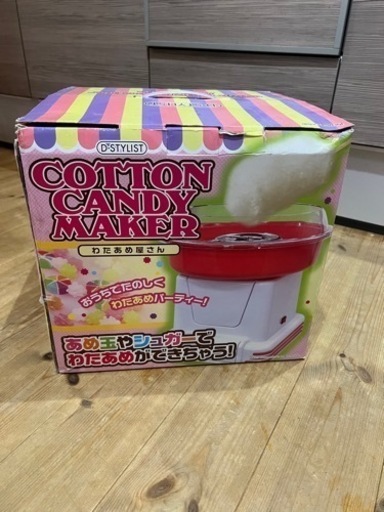 D-STYLIST
COTTON
CANDY
MAKER
わたあめ屋さん
おうちでたのしく
わたあめパーティー!
あめ玉やシュガーで
わたあめができちゃう!